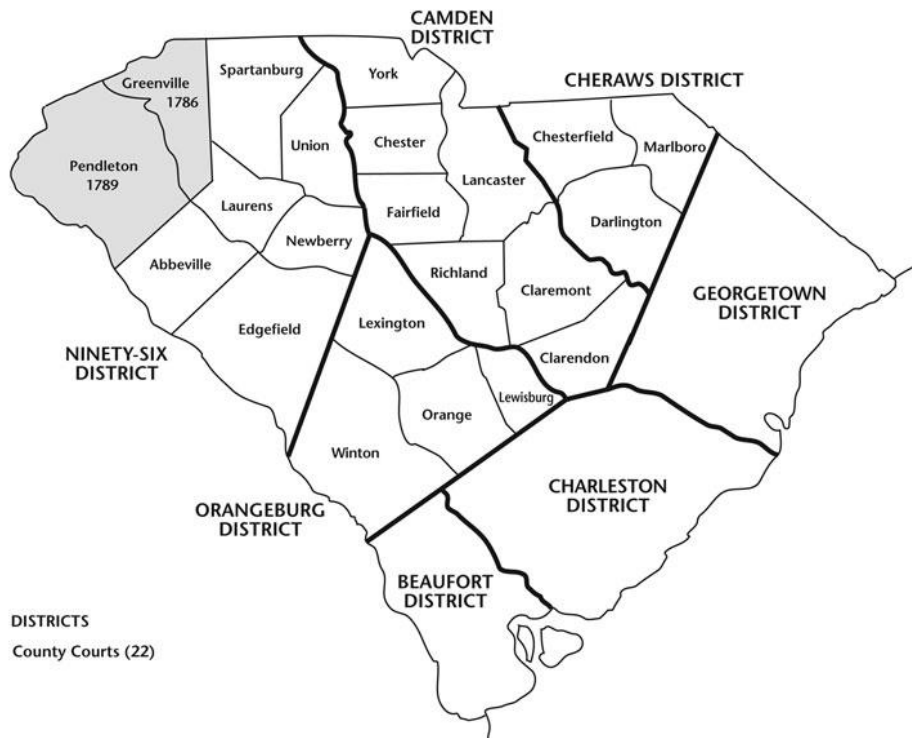 CAMDEN
DISTRICT
CHERAWS DISTRICT
Spartanburg
York
Greenville
1786
Union
Chester
Chesterfield
Marlboro
Pendleton
1789
Lancaster
Laurens
Fairfield
Darlington
Newberry
Abbeville
Richland
Claremont
GEORGETOWN
DISTRICT
Edgefield
Lexington
NINETY-SIX
DISTRICT
Clarendon
Lewisburg
Orange
Winton
CHARLESTON
DISTRICT
ORANGEBURG
DISTRICT
BEAUFORT
DISTRICT
DISTRICTS
County Courts (22)